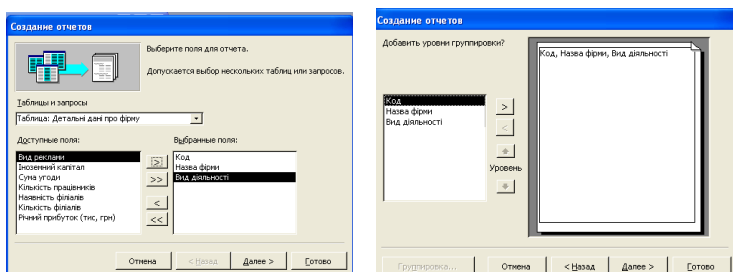 Создание отчетов
Выберите поля для отчета.
Допускается выбор нескольких таблиц или запросов.
Таблицы и запросы
Таблица: Детальні дані про фірму
Доступные поля:
Выбранные поля:
Вид реклами
Іноземний капітал
Сума угоди
Кількість працівників
Наявність філіалів
Кількість філіалів
Річний прибуток (тис, грн)
>
>>
<
<<
Код
Назва фірми
Вид діяльності
Отмена
< Назад
Далее >
Готово
Создание отчетов
Добавить уровни группировки?
Код
Назва фірми
Вид діяльності
>
<
Уровень
Код, Назва фірми, Вид діяльності
Группировка...
Отмена
< Назад
Далее >
Готово